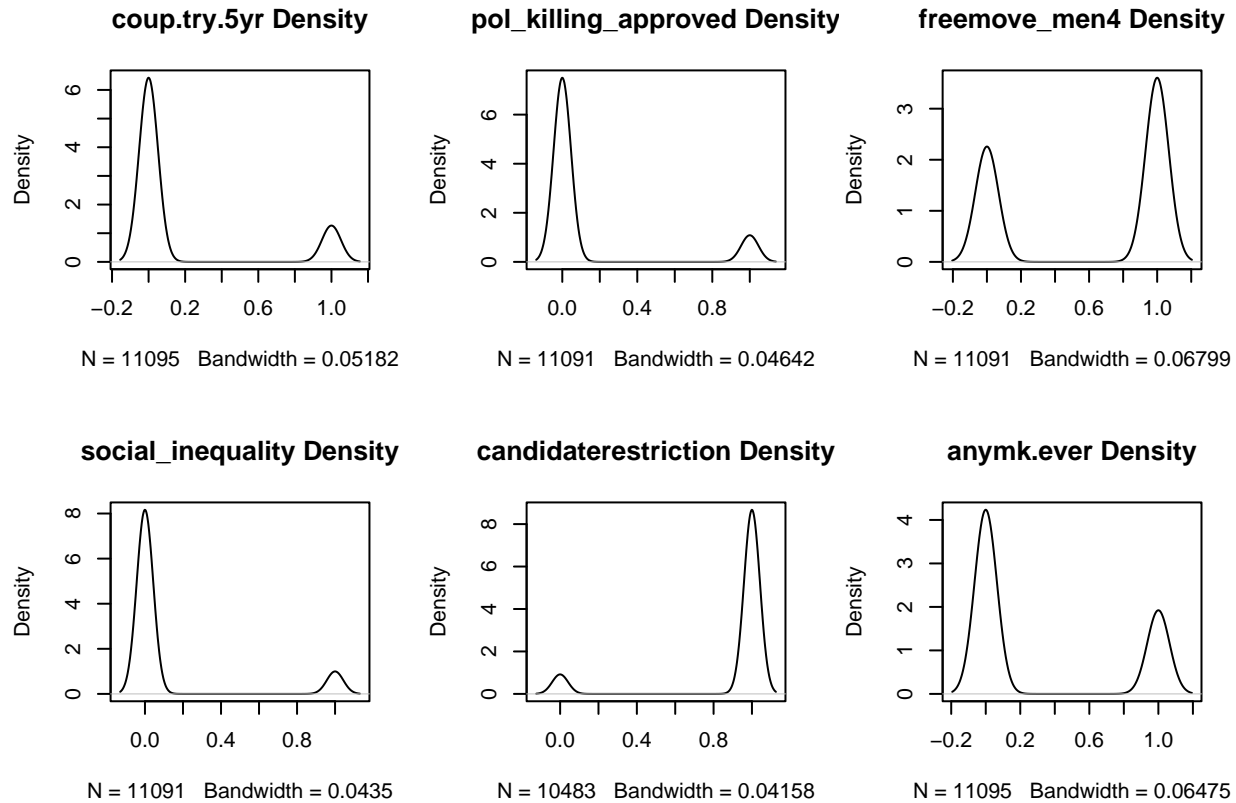 coup.try.5yr Density
Density
0 2 4 6
−0.2 0.2 0.6 1.0
N = 11095 Bandwidth = 0.05182
pol_killing_approved Density
Density
0 2 4 6
0.0 0.4 0.8
N = 11091 Bandwidth = 0.04642
freemove_men4 Density
Density
0 1 2 3
−0.2 0.2 0.6 1.0
N = 11091 Bandwidth = 0.06799
social_inequality Density
Density
0 2 4 6 8
0.0 0.4 0.8
N = 11091 Bandwidth = 0.0435
candidaterestriction Density
Density
0 2 4 6 8
0.0 0.4 0.8
N = 10483 Bandwidth = 0.04158
anymk.ever Density
Density
0 1 2 3 4
−0.2 0.2 0.6 1.0
N = 11095 Bandwidth = 0.06475